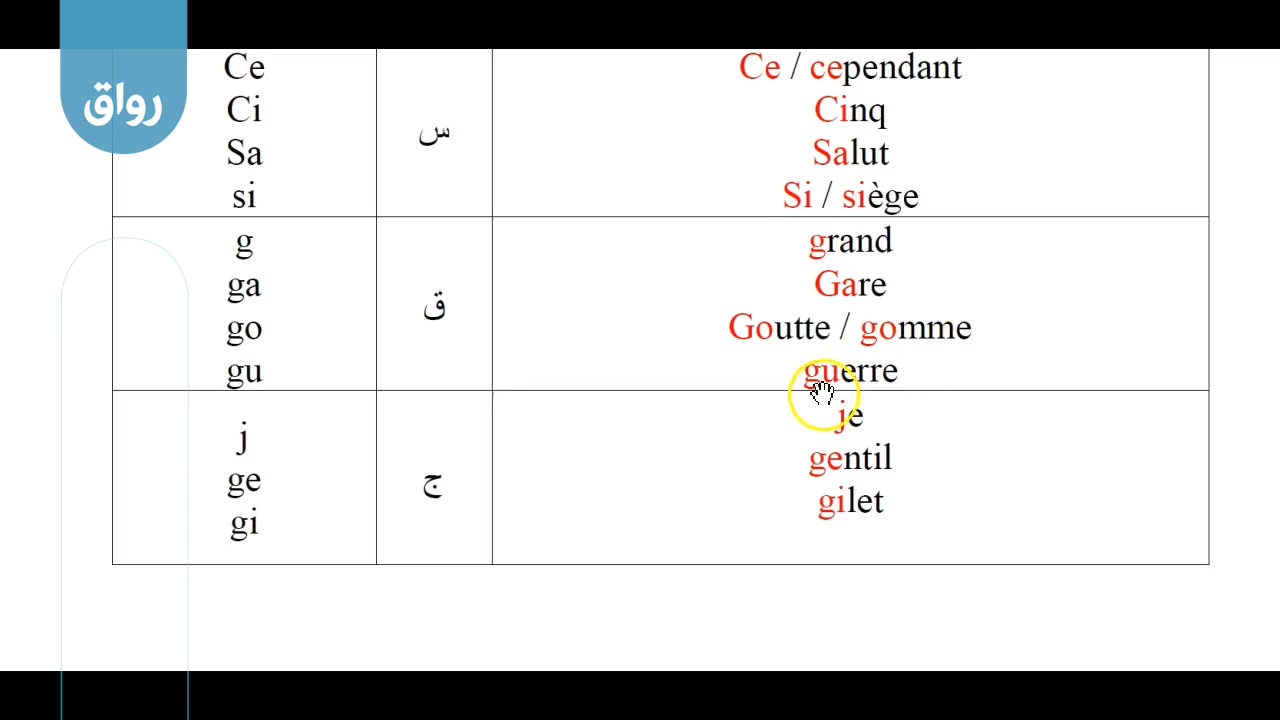 رواق
Ce
Ci
Sa
si
س
Ce / cependant
Cinq
Salut
Si / siège
g
ga
go
gu
ق
grand
Gare
Goutte / gomme
guerre
j
ge
gi
ج
je
gentil
gilet